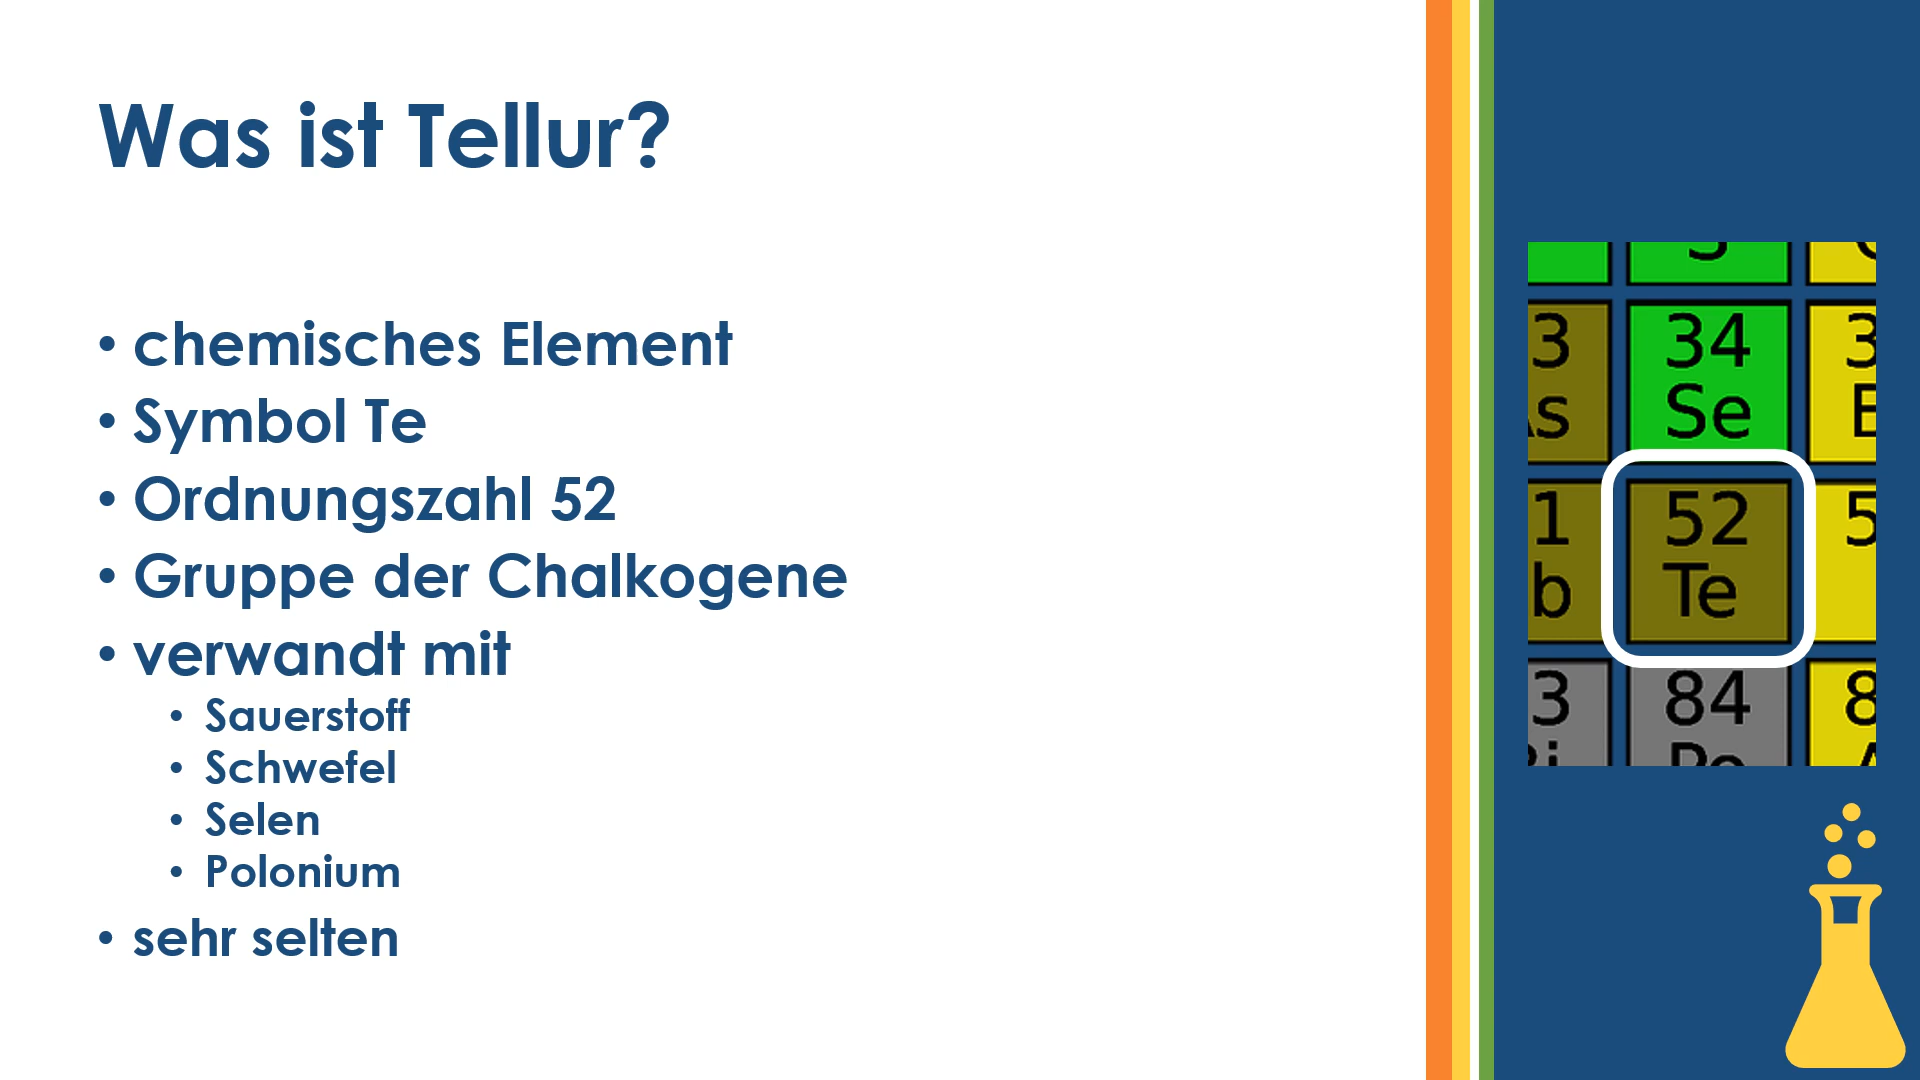 Was ist Tellur?
• chemisches Element
• Symbol Te
• Ordnungszahl 52
• Gruppe der Chalkogene
• verwandt mit
• Sauerstoff
• Schwefel
• Selen
• Polonium
• sehr selten
34
Se
52
Te
84
Po